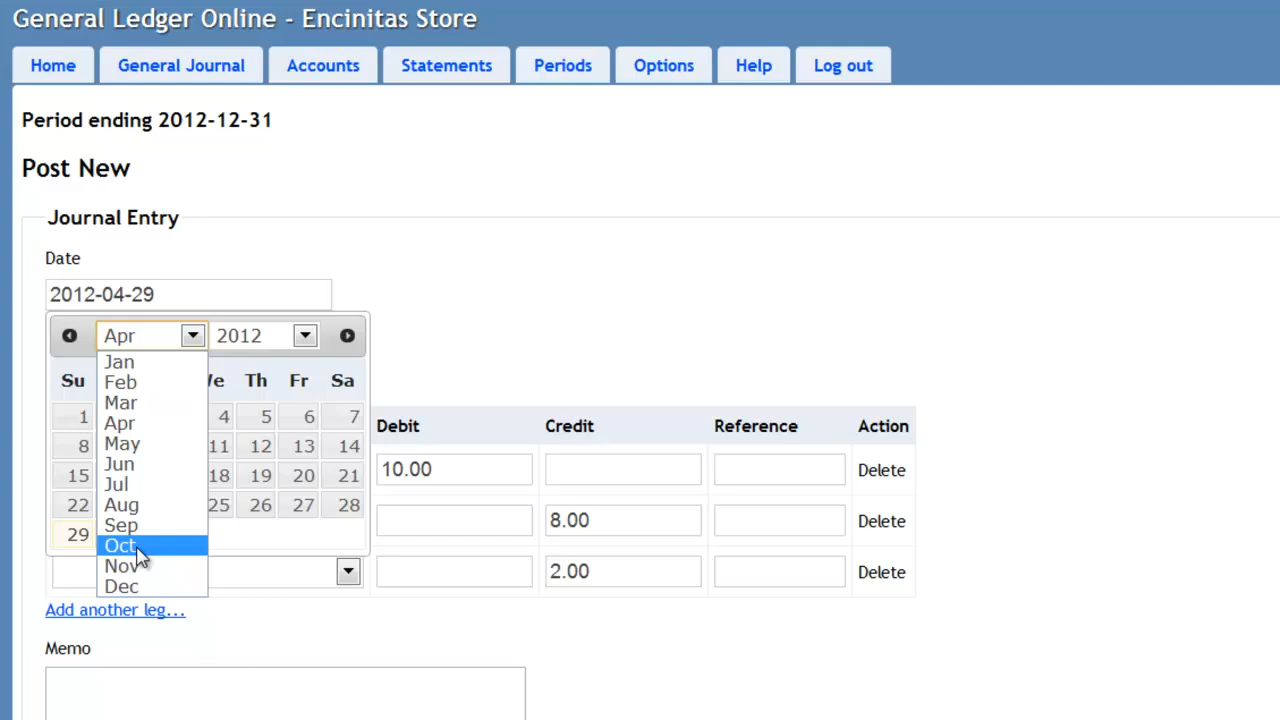 General Ledger Online - Encinitas Store
Home General Journal Accounts Statements Periods Options Help Log out
Period ending 2012-12-31
Post New
Journal Entry
Date
2012-04-29
Apr 2012
Jan
Feb
Mar
Apr
May
Jun
Jul
Aug
Sep
Oct
Nov
Dec
Su We Th Fr Sa
1 4 5 6 7
8 11 12 13 14
15 18 19 20 21
22 25 26 27 28
29
Debit Credit Reference Action
10.00 Delete
8.00 Delete
2.00 Delete
Add another leg...
Memo